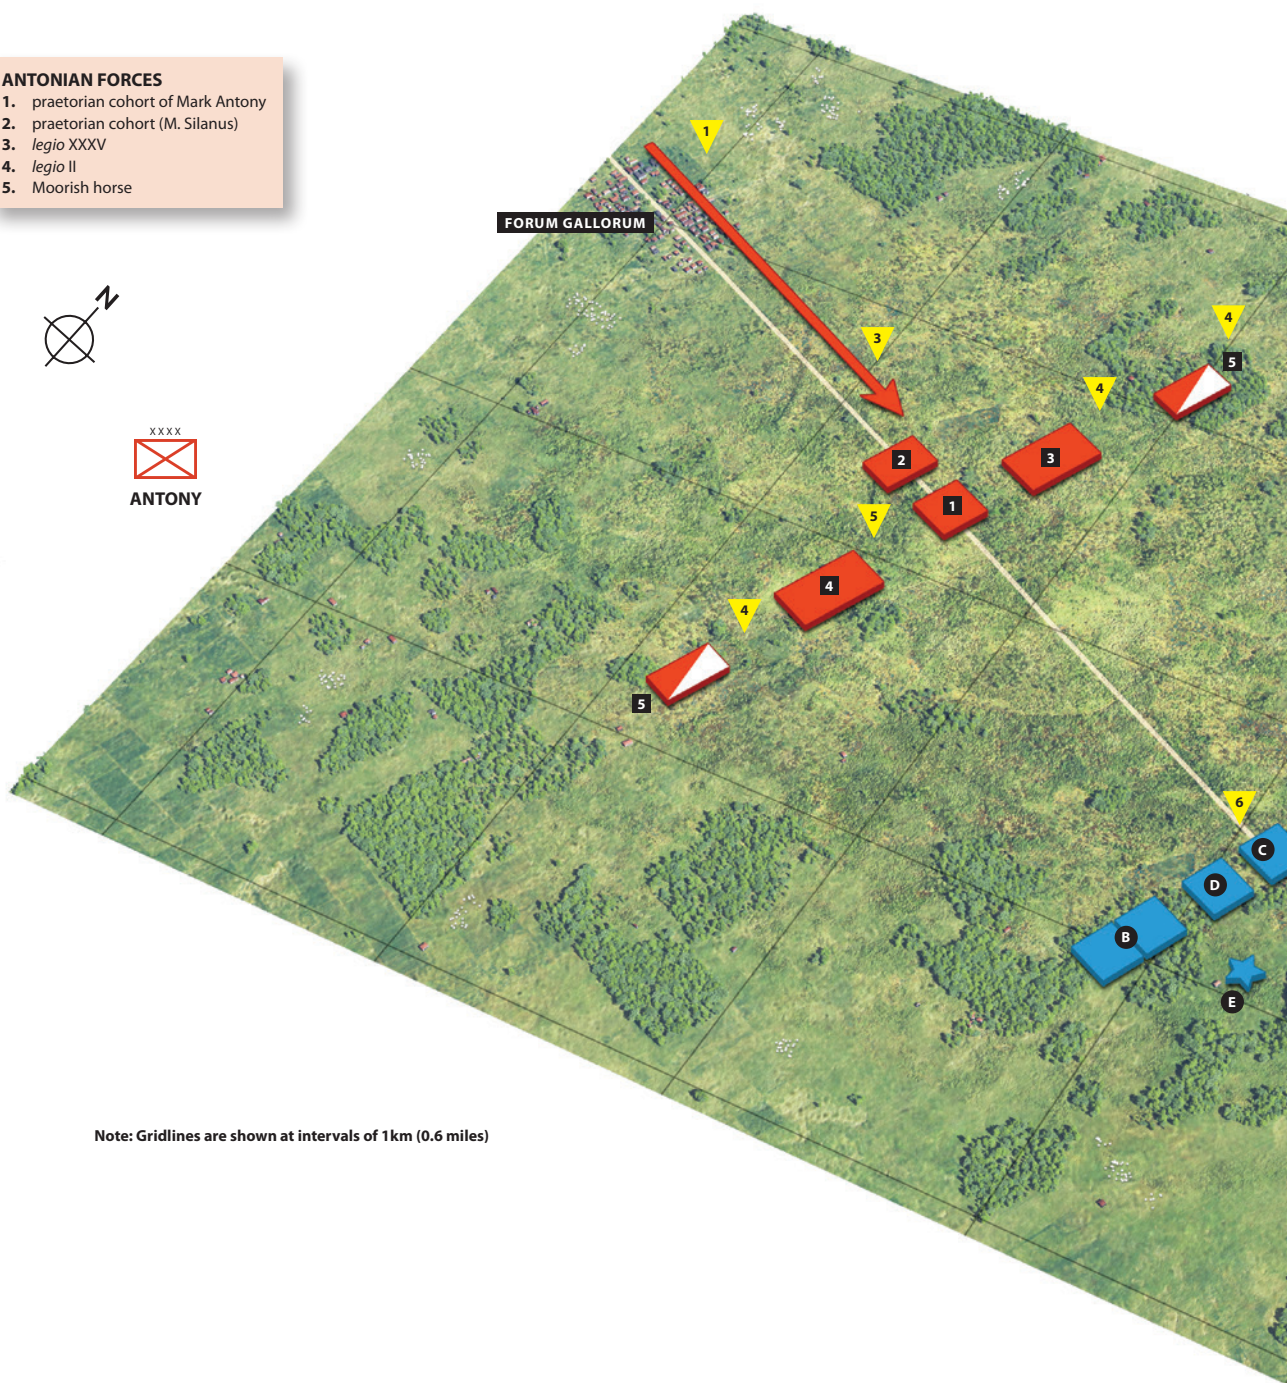 ANTONIAN FORCES
1. praetorian cohort of Mark Antony
2. praetorian cohort (M. Silanus)
3. legio XXXV
4. legio II
5. Moorish horse
1
FORUM GALLORUM
N
3
4
5
4
2
3
1
xxxx
ANTONY
5
4
4
5
6
C
D
B
E
Note: Gridlines are shown at intervals of 1km (0.6 miles)